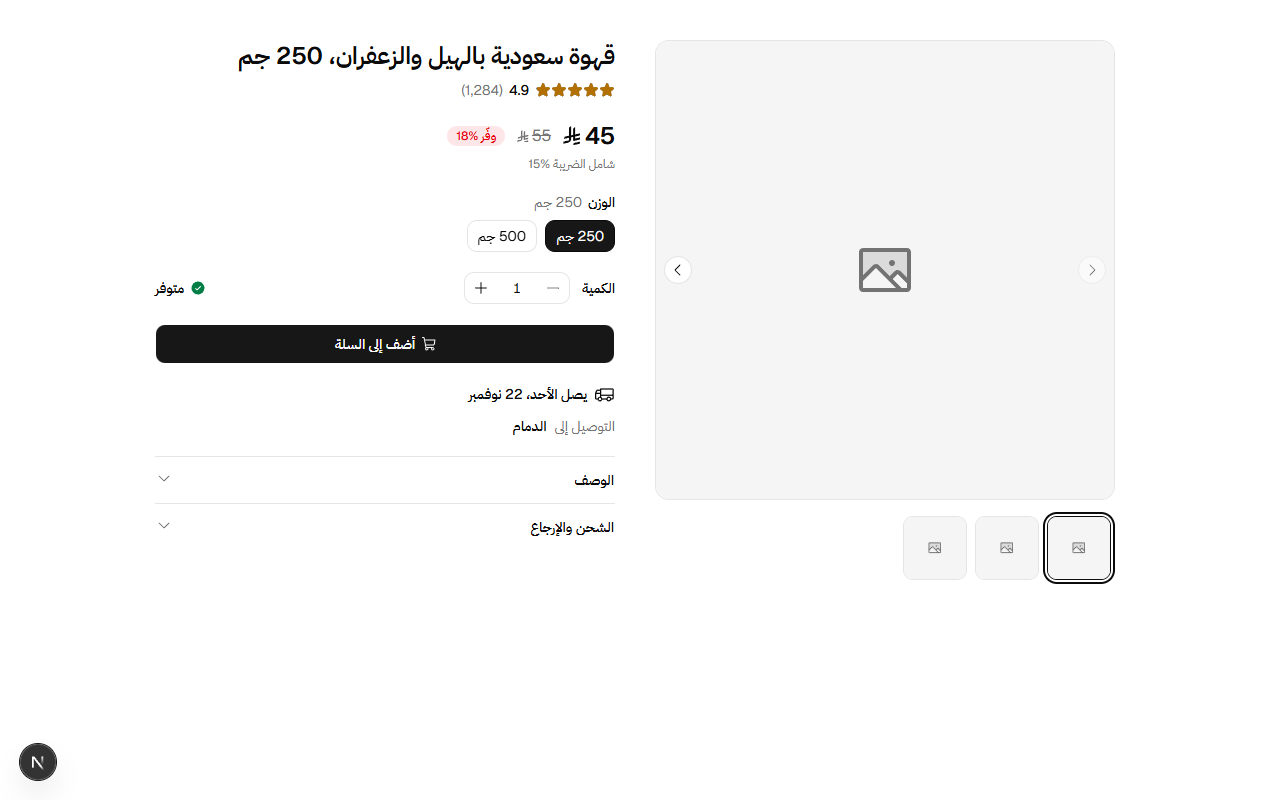 قهوة سعودية بالهيل والزعفران، 250 جم
4.9 (1,284)
45 ⃁ 55 ⃁ وفّر 18%
شامل الضريبة 15%
الوزن 250 جم
250 جم 500 جم
الكمية 1 متوفر
أضف إلى السلة
يصل الأحد، 22 نوفمبر
التوصيل إلى الدمام
الوصف
الشحن والإرجاع
N